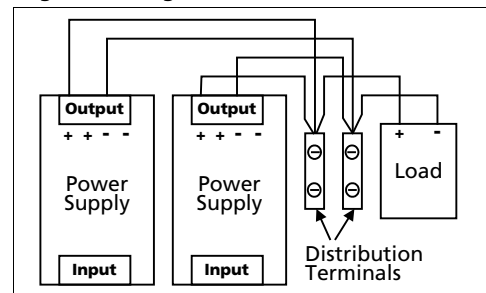 Output
+ + - -
Power
Supply
Input
Output
+ + - -
Power
Supply
Input
+ -
Load
Distribution
Terminals